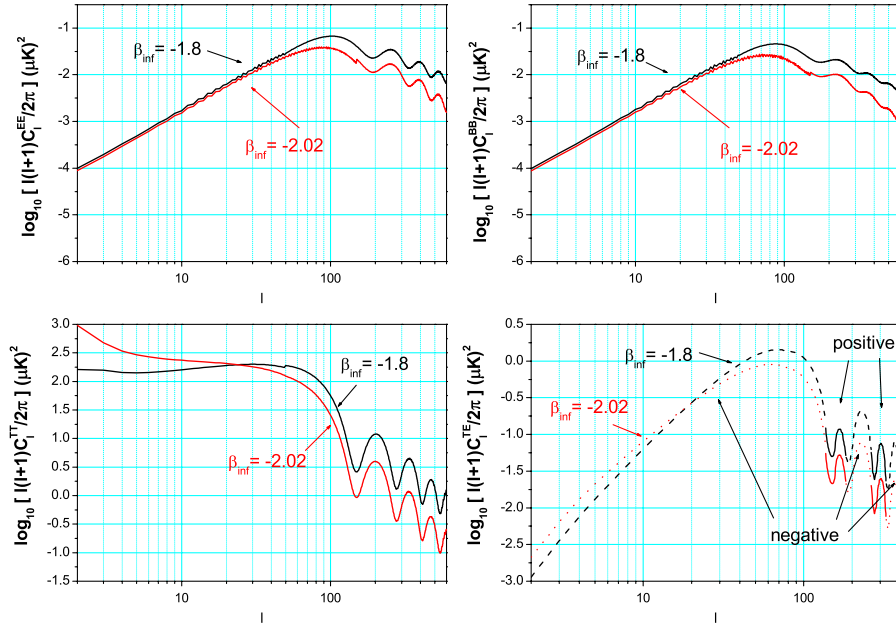 log₁₀ [ l(l+1)C_l^EE/2π ] (μK)²
-1
-2
-3
-4
-5
-6
β_inf = -1.8
β_inf = -2.02
10
100
l
log₁₀ [ l(l+1)C_l^BB/2π ] (μK)²
-1
-2
-3
-4
-5
-6
β_inf = -1.8
β_inf = -2.02
10
100
l
log₁₀ [ l(l+1)C_l^TT/2π ] (μK)²
3.0
2.5
2.0
1.5
1.0
0.5
0.0
-0.5
-1.0
-1.5
β_inf = -1.8
β_inf = -2.02
10
100
l
log₁₀ [ l(l+1)C_l^TE/2π ] (μK)²
0.5
0.0
-0.5
-1.0
-1.5
-2.0
-2.5
-3.0
β_inf = -1.8
positive
β_inf = -2.02
negative
10
100
l